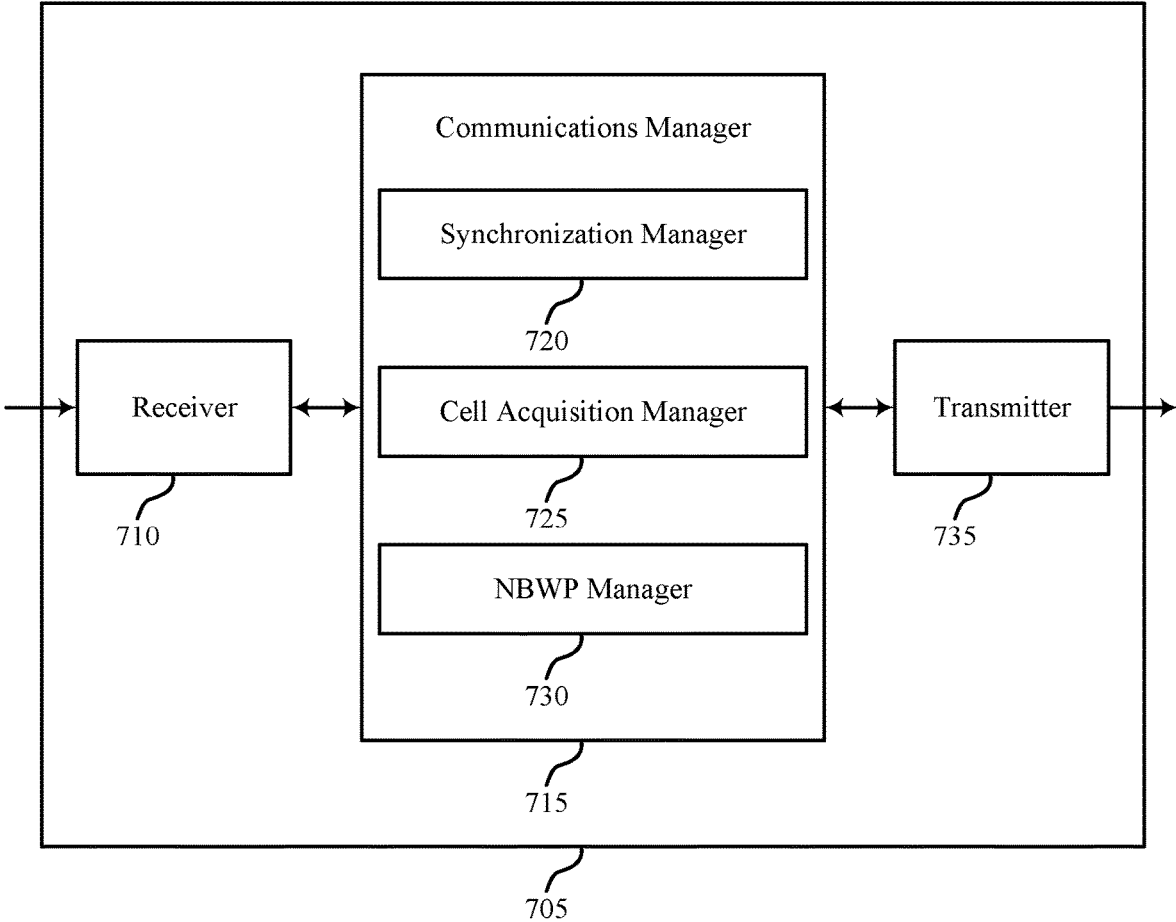 Communications Manager
Synchronization Manager
720
Receiver
710
Cell Acquisition Manager
725
Transmitter
735
NBWP Manager
730
715
705